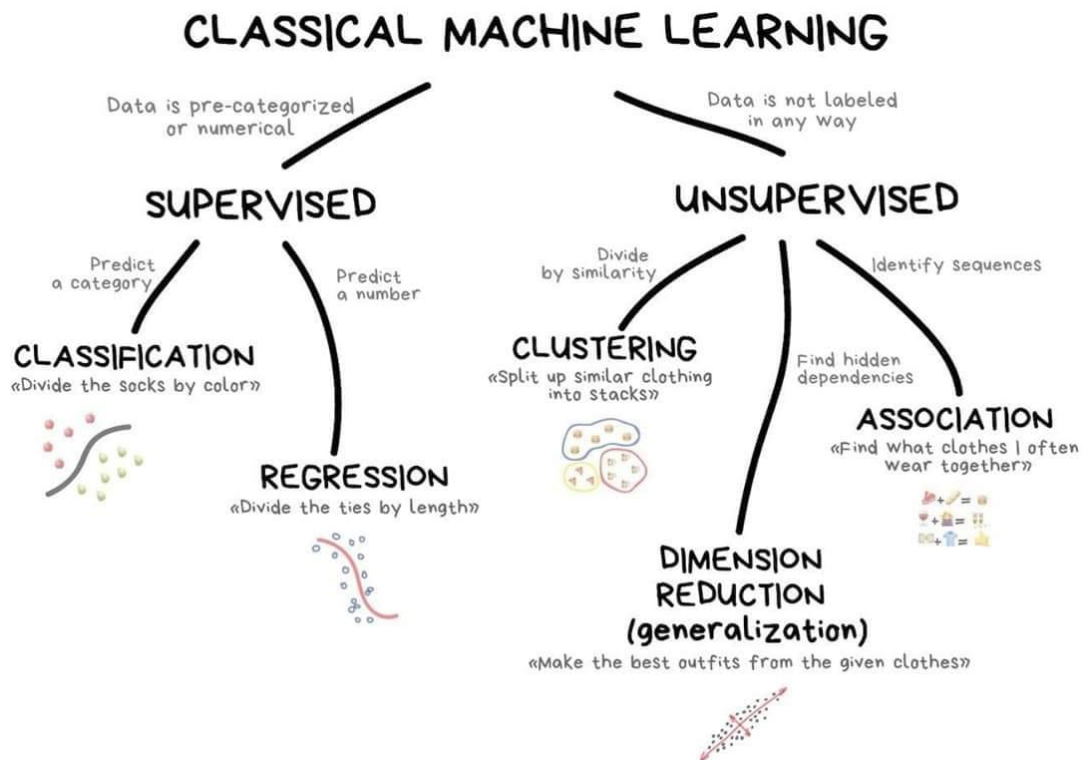 CLASSICAL MACHINE LEARNING
Data is pre-categorized
or numerical
Data is not labeled
in any way
SUPERVISED
UNSUPERVISED
Predict
a category
Predict
a number
Divide
by similarity
Identify sequences
CLASSIFICATION
«Divide the socks by color»
CLUSTERING
«Split up similar clothing
into stacks»
Find hidden
dependencies
ASSOCIATION
«Find what clothes I often
wear together»
REGRESSION
«Divide the ties by length»
+ =
+ =
+ =
DIMENSION
REDUCTION
(generalization)
«Make the best outfits from the given clothes»